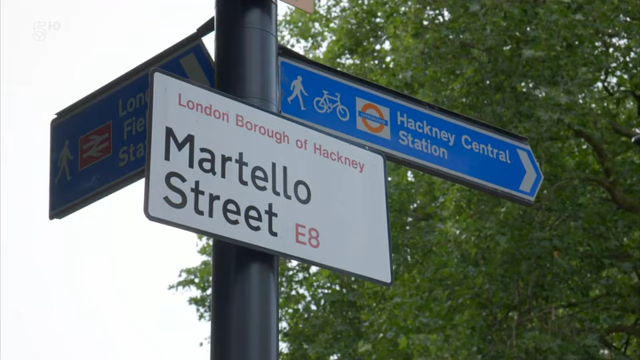 London Borough of Hackney
Martello
Street E8
Hackney Central
Station